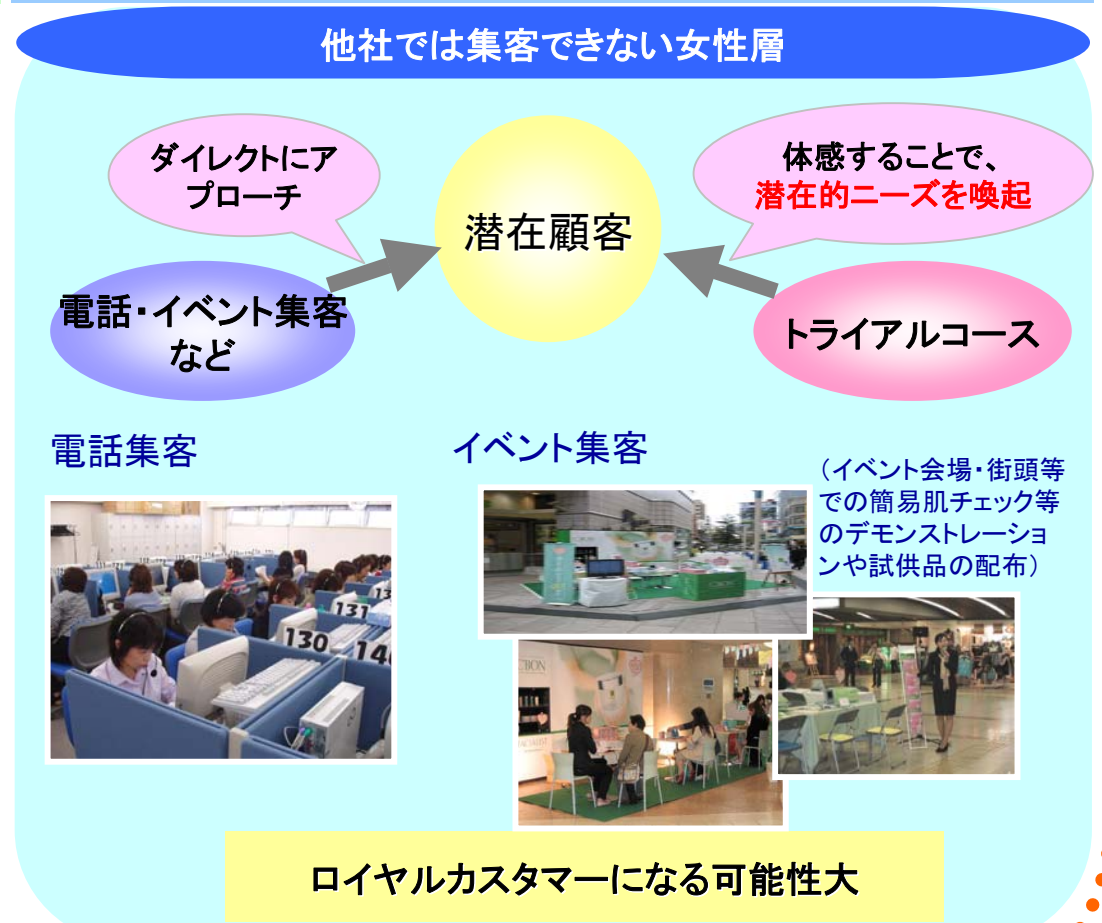 他社では集客できない女性層
ダイレクトにア
プローチ
体感することで、
潜在的ニーズを喚起
潜在顧客
電話・イベント集客
など
トライアルコース
電話集客
イベント集客
（イベント会場・街頭等
での簡易肌チェック等
のデモンストレーショ
ンや試供品の配布）
131
130
140
CBON
ロイヤルカスタマーになる可能性大